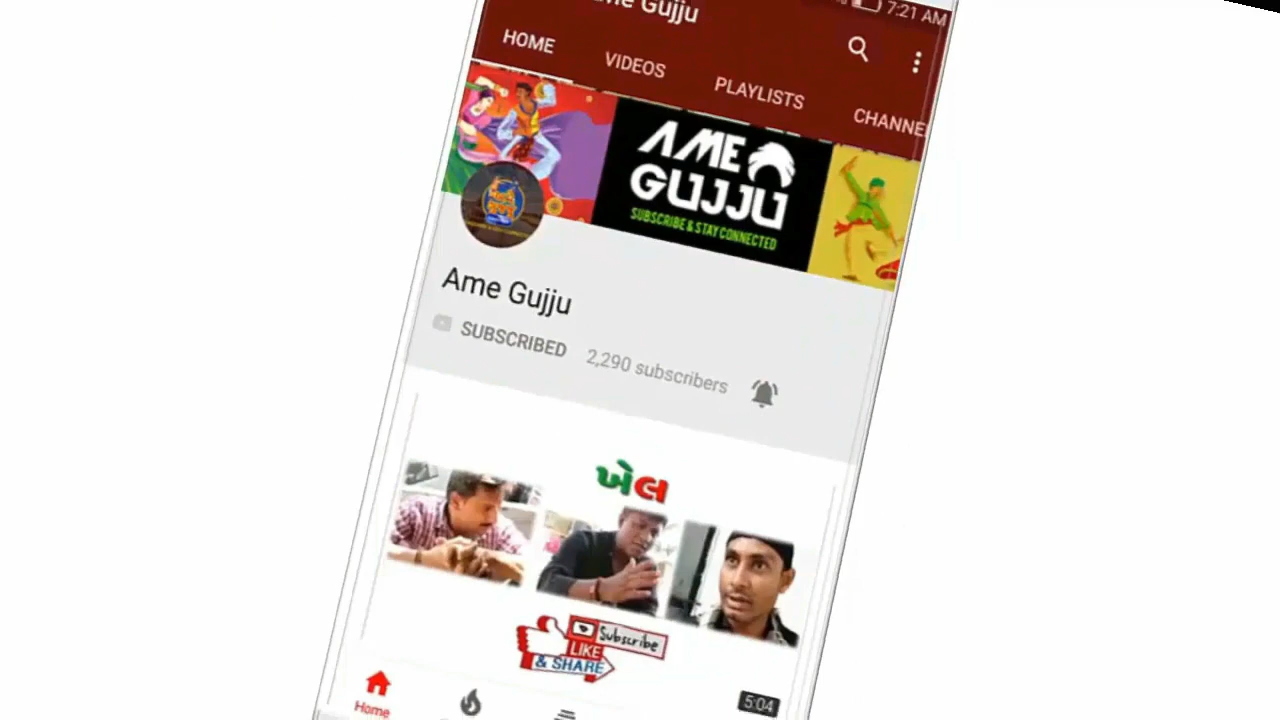 7:21 AM
Ame Gujju
HOME VIDEOS PLAYLISTS CHANNE
AME
GUJJU
SUBSCRIBE & STAY CONNECTED
Ame Gujju
SUBSCRIBED 2,290 subscribers
ખેલ
Subscribe
LIKE
& SHARE
5:04
Home